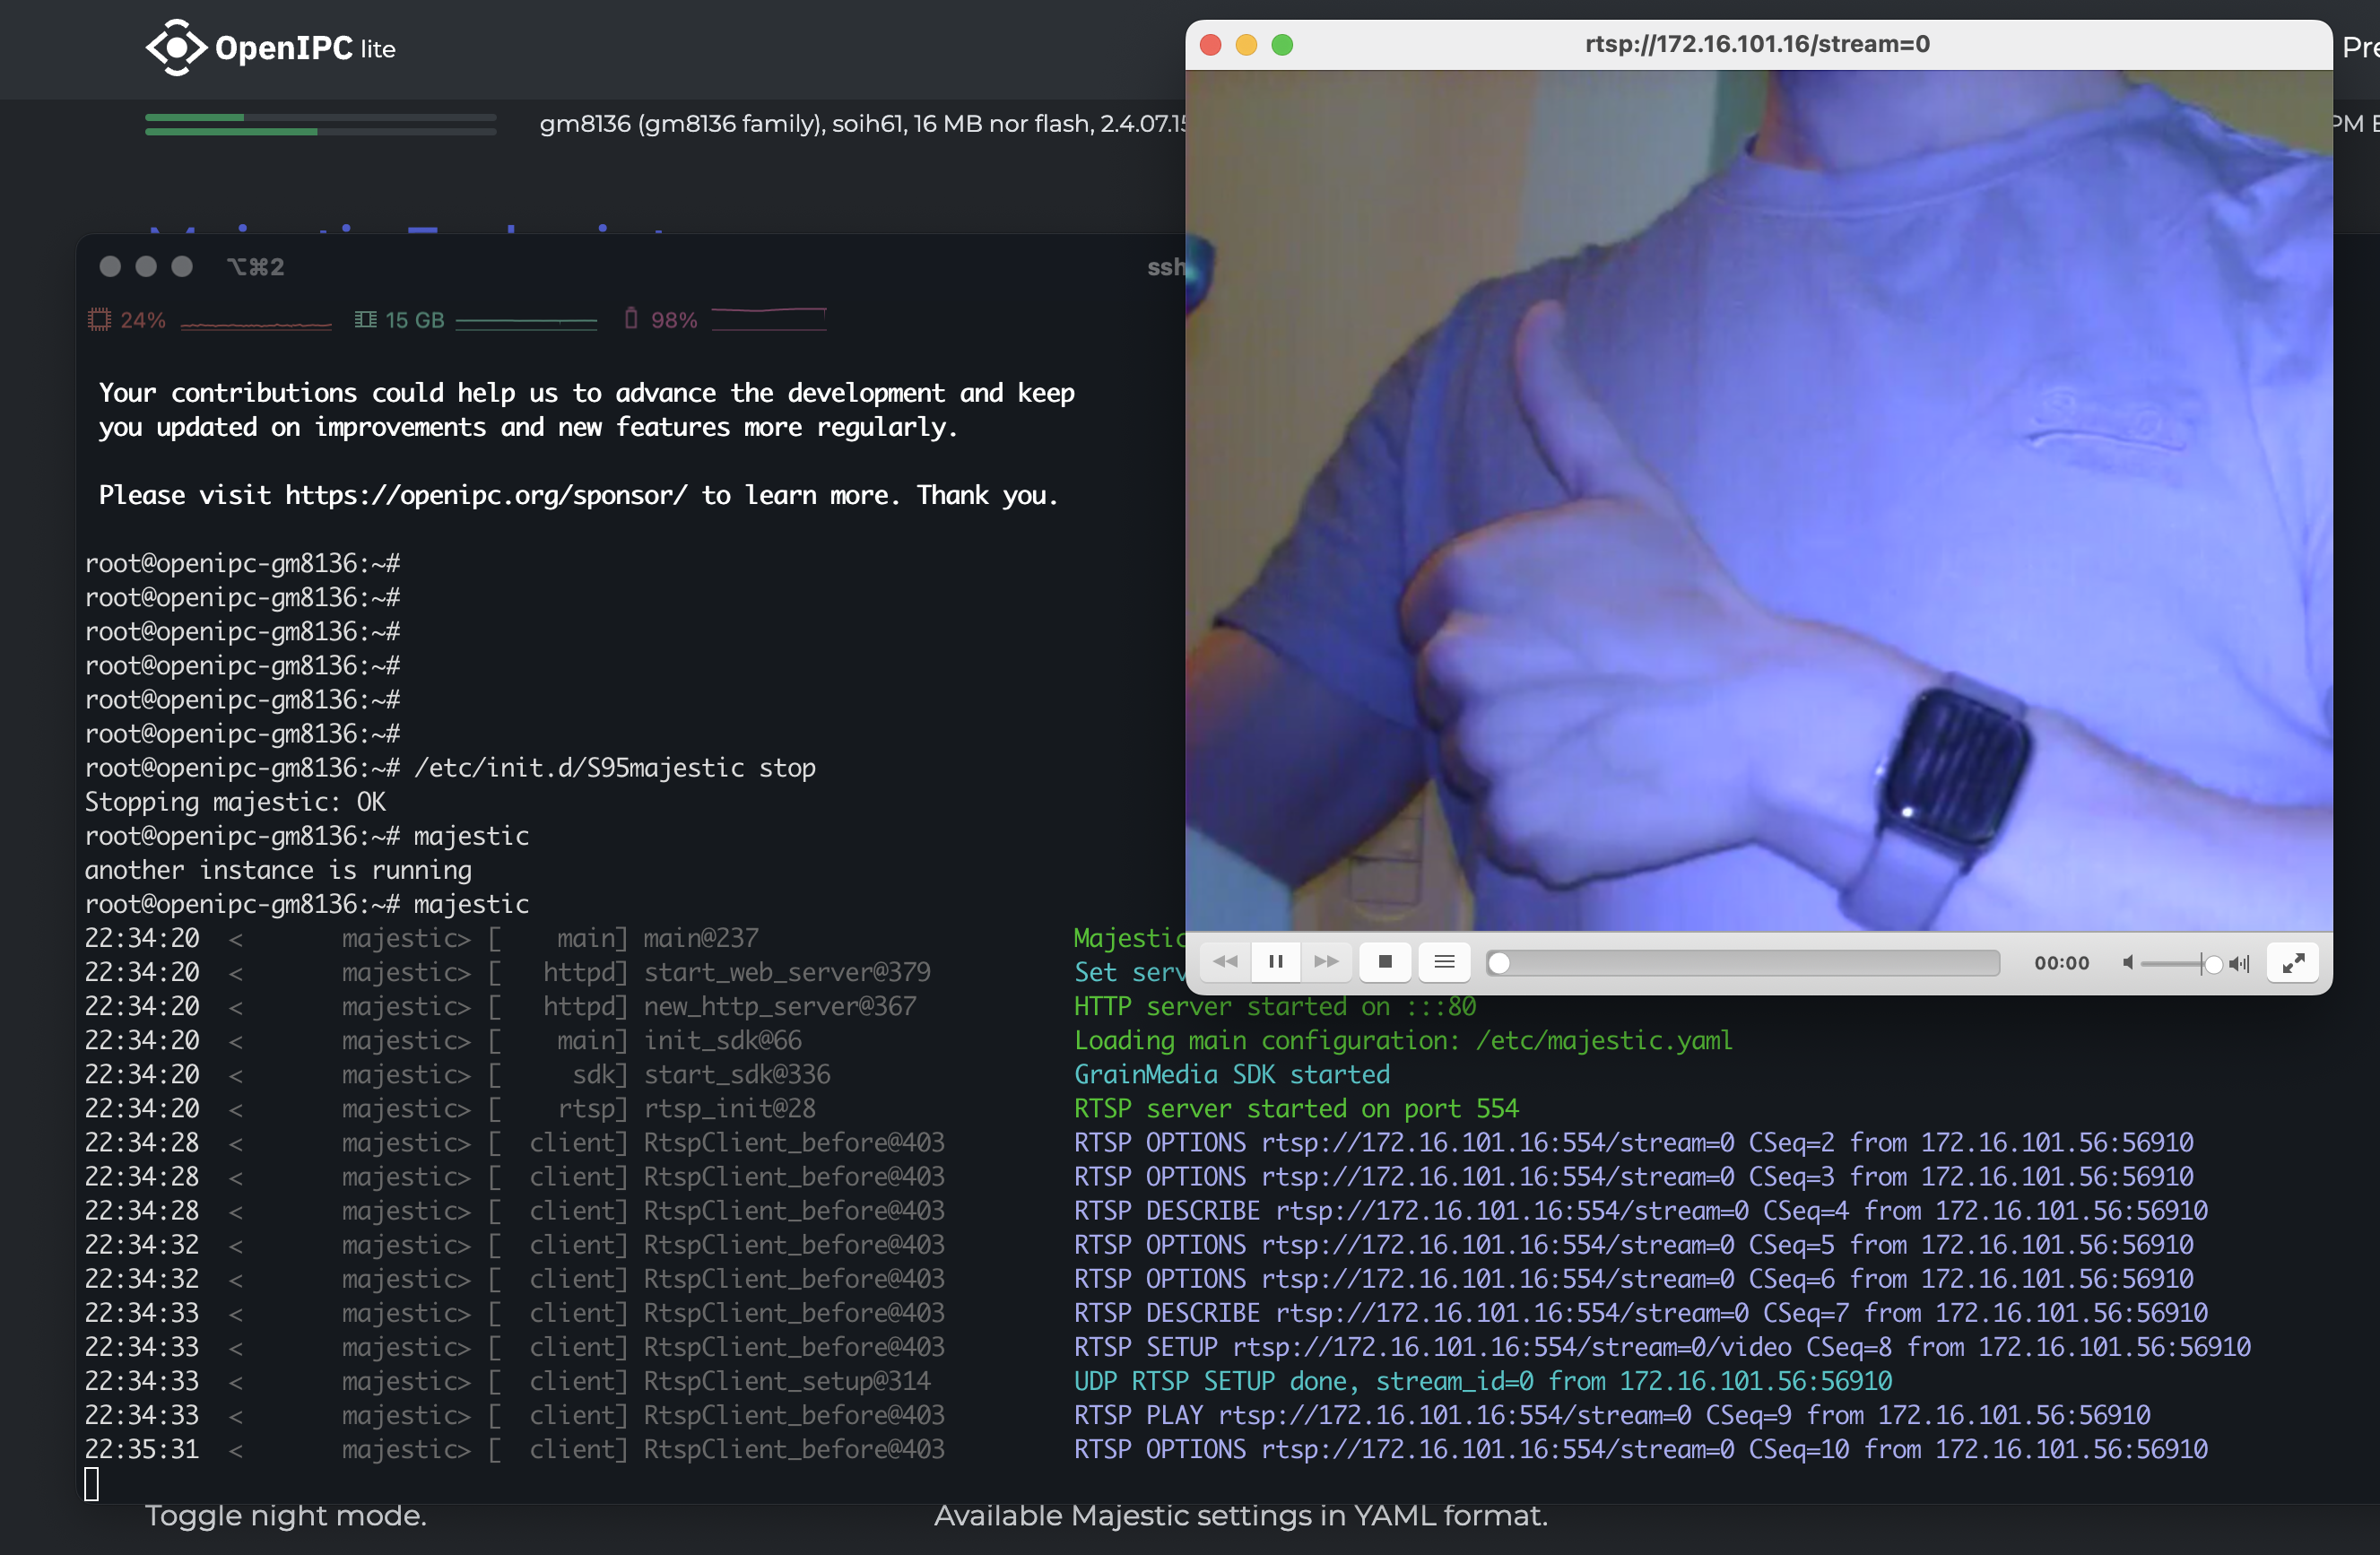 OpenIPC lite
rtsp://172.16.101.16/stream=0
gm8136 (gm8136 family), soih61, 16 MB nor flash, 2.4.07.15
⌥⌘2
ssh
24%
15 GB
98%
Your contributions could help us to advance the development and keep
you updated on improvements and new features more regularly.
Please visit https://openipc.org/sponsor/ to learn more. Thank you.
root@openipc-gm8136:~#
root@openipc-gm8136:~#
root@openipc-gm8136:~#
root@openipc-gm8136:~#
root@openipc-gm8136:~#
root@openipc-gm8136:~#
root@openipc-gm8136:~# /etc/init.d/S95majestic stop
Stopping majestic: OK
root@openipc-gm8136:~# majestic
another instance is running
root@openipc-gm8136:~# majestic
22:34:20 < majestic> [ main] main@237 Majestic
22:34:20 < majestic> [ httpd] start_web_server@379 Set serv
22:34:20 < majestic> [ httpd] new_http_server@367 HTTP server started on :::80
22:34:20 < majestic> [ main] init_sdk@66 Loading main configuration: /etc/majestic.yaml
22:34:20 < majestic> [ sdk] start_sdk@336 GrainMedia SDK started
22:34:20 < majestic> [ rtsp] rtsp_init@28 RTSP server started on port 554
22:34:28 < majestic> [ client] RtspClient_before@403 RTSP OPTIONS rtsp://172.16.101.16:554/stream=0 CSeq=2 from 172.16.101.56:56910
22:34:28 < majestic> [ client] RtspClient_before@403 RTSP OPTIONS rtsp://172.16.101.16:554/stream=0 CSeq=3 from 172.16.101.56:56910
22:34:28 < majestic> [ client] RtspClient_before@403 RTSP DESCRIBE rtsp://172.16.101.16:554/stream=0 CSeq=4 from 172.16.101.56:56910
22:34:32 < majestic> [ client] RtspClient_before@403 RTSP OPTIONS rtsp://172.16.101.16:554/stream=0 CSeq=5 from 172.16.101.56:56910
22:34:32 < majestic> [ client] RtspClient_before@403 RTSP OPTIONS rtsp://172.16.101.16:554/stream=0 CSeq=6 from 172.16.101.56:56910
22:34:33 < majestic> [ client] RtspClient_before@403 RTSP DESCRIBE rtsp://172.16.101.16:554/stream=0 CSeq=7 from 172.16.101.56:56910
22:34:33 < majestic> [ client] RtspClient_before@403 RTSP SETUP rtsp://172.16.101.16:554/stream=0/video CSeq=8 from 172.16.101.56:56910
22:34:33 < majestic> [ client] RtspClient_setup@314 UDP RTSP SETUP done, stream_id=0 from 172.16.101.56:56910
22:34:33 < majestic> [ client] RtspClient_before@403 RTSP PLAY rtsp://172.16.101.16:554/stream=0 CSeq=9 from 172.16.101.56:56910
22:35:31 < majestic> [ client] RtspClient_before@403 RTSP OPTIONS rtsp://172.16.101.16:554/stream=0 CSeq=10 from 172.16.101.56:56910
00:00
Toggle night mode.
Available Majestic settings in YAML format.